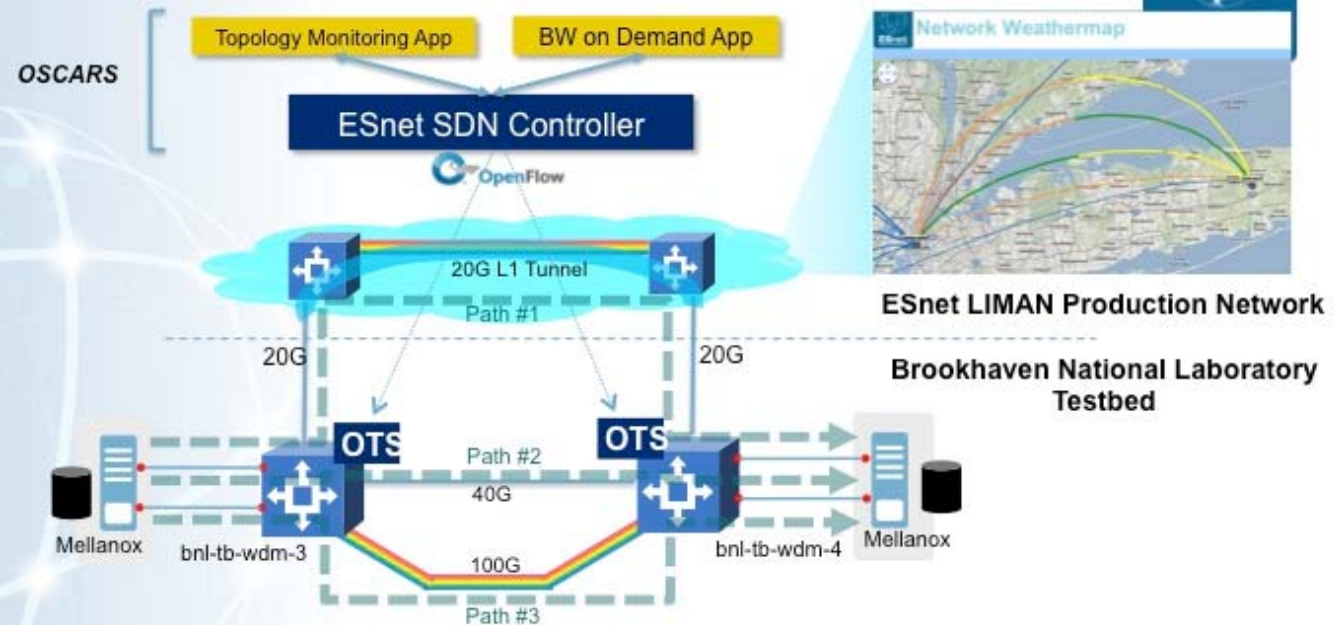 OSCARS
Topology Monitoring App
BW on Demand App
ESnet SDN Controller
OpenFlow
ESnet
Network Weathermap
20G L1 Tunnel
Path #1
ESnet LIMAN Production Network
20G
20G
Brookhaven National Laboratory
Testbed
OTS
OTS
Path #2
40G
Mellanox
bnl-tb-wdm-3
bnl-tb-wdm-4
Mellanox
100G
Path #3